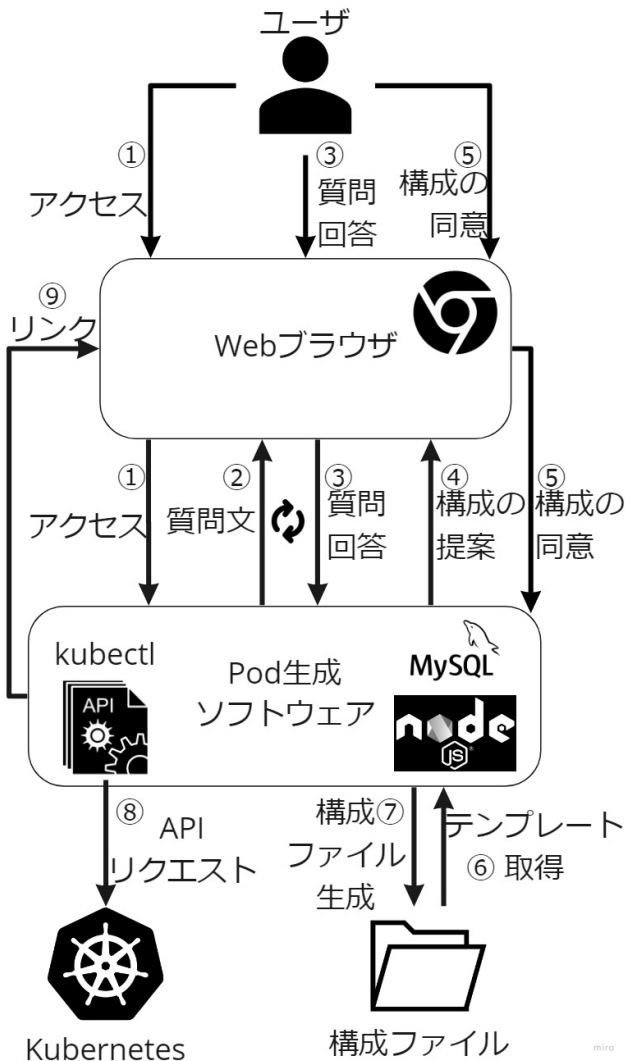 ユーザ
①
アクセス
③
質問
回答
⑤
構成の
同意
⑨
リンク
Webブラウザ
①
アクセス
②
質問文
③
質問
回答
④
構成の
提案
⑤
構成の
同意
kubectl
API
Pod生成
ソフトウェア
MySQL
node
JS
⑧
API
リクエスト
構成⑦
ファイル
生成
テンプレート
⑥ 取得
Kubernetes
構成ファイル
miro